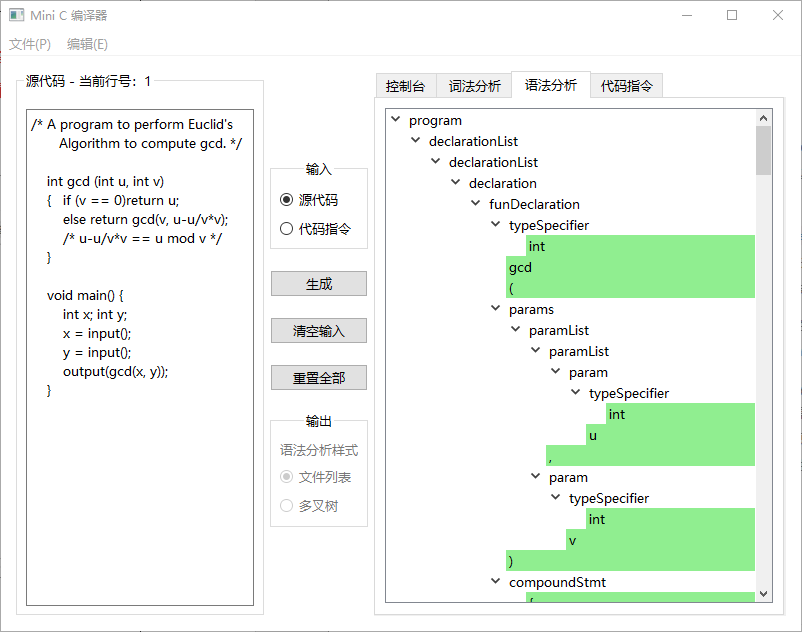 Mini C 编译器
文件(P) 编辑(E)
源代码 - 当前行号: 1
/* A program to perform Euclid's
Algorithm to compute gcd. */
int gcd (int u, int v)
{ if (v == 0)return u;
else return gcd(v, u-u/v*v);
/* u-u/v*v == u mod v */
}
void main() {
int x; int y;
x = input();
y = input();
output(gcd(x, y));
}
输入
源代码
代码指令
生成
清空输入
重置全部
输出
语法分析样式
文件列表
多叉树
控制台 词法分析 语法分析 代码指令
program
declarationList
declarationList
declaration
funDeclaration
typeSpecifier
int
gcd
(
params
paramList
paramList
param
typeSpecifier
int
u
,
param
typeSpecifier
int
v
)
compoundStmt